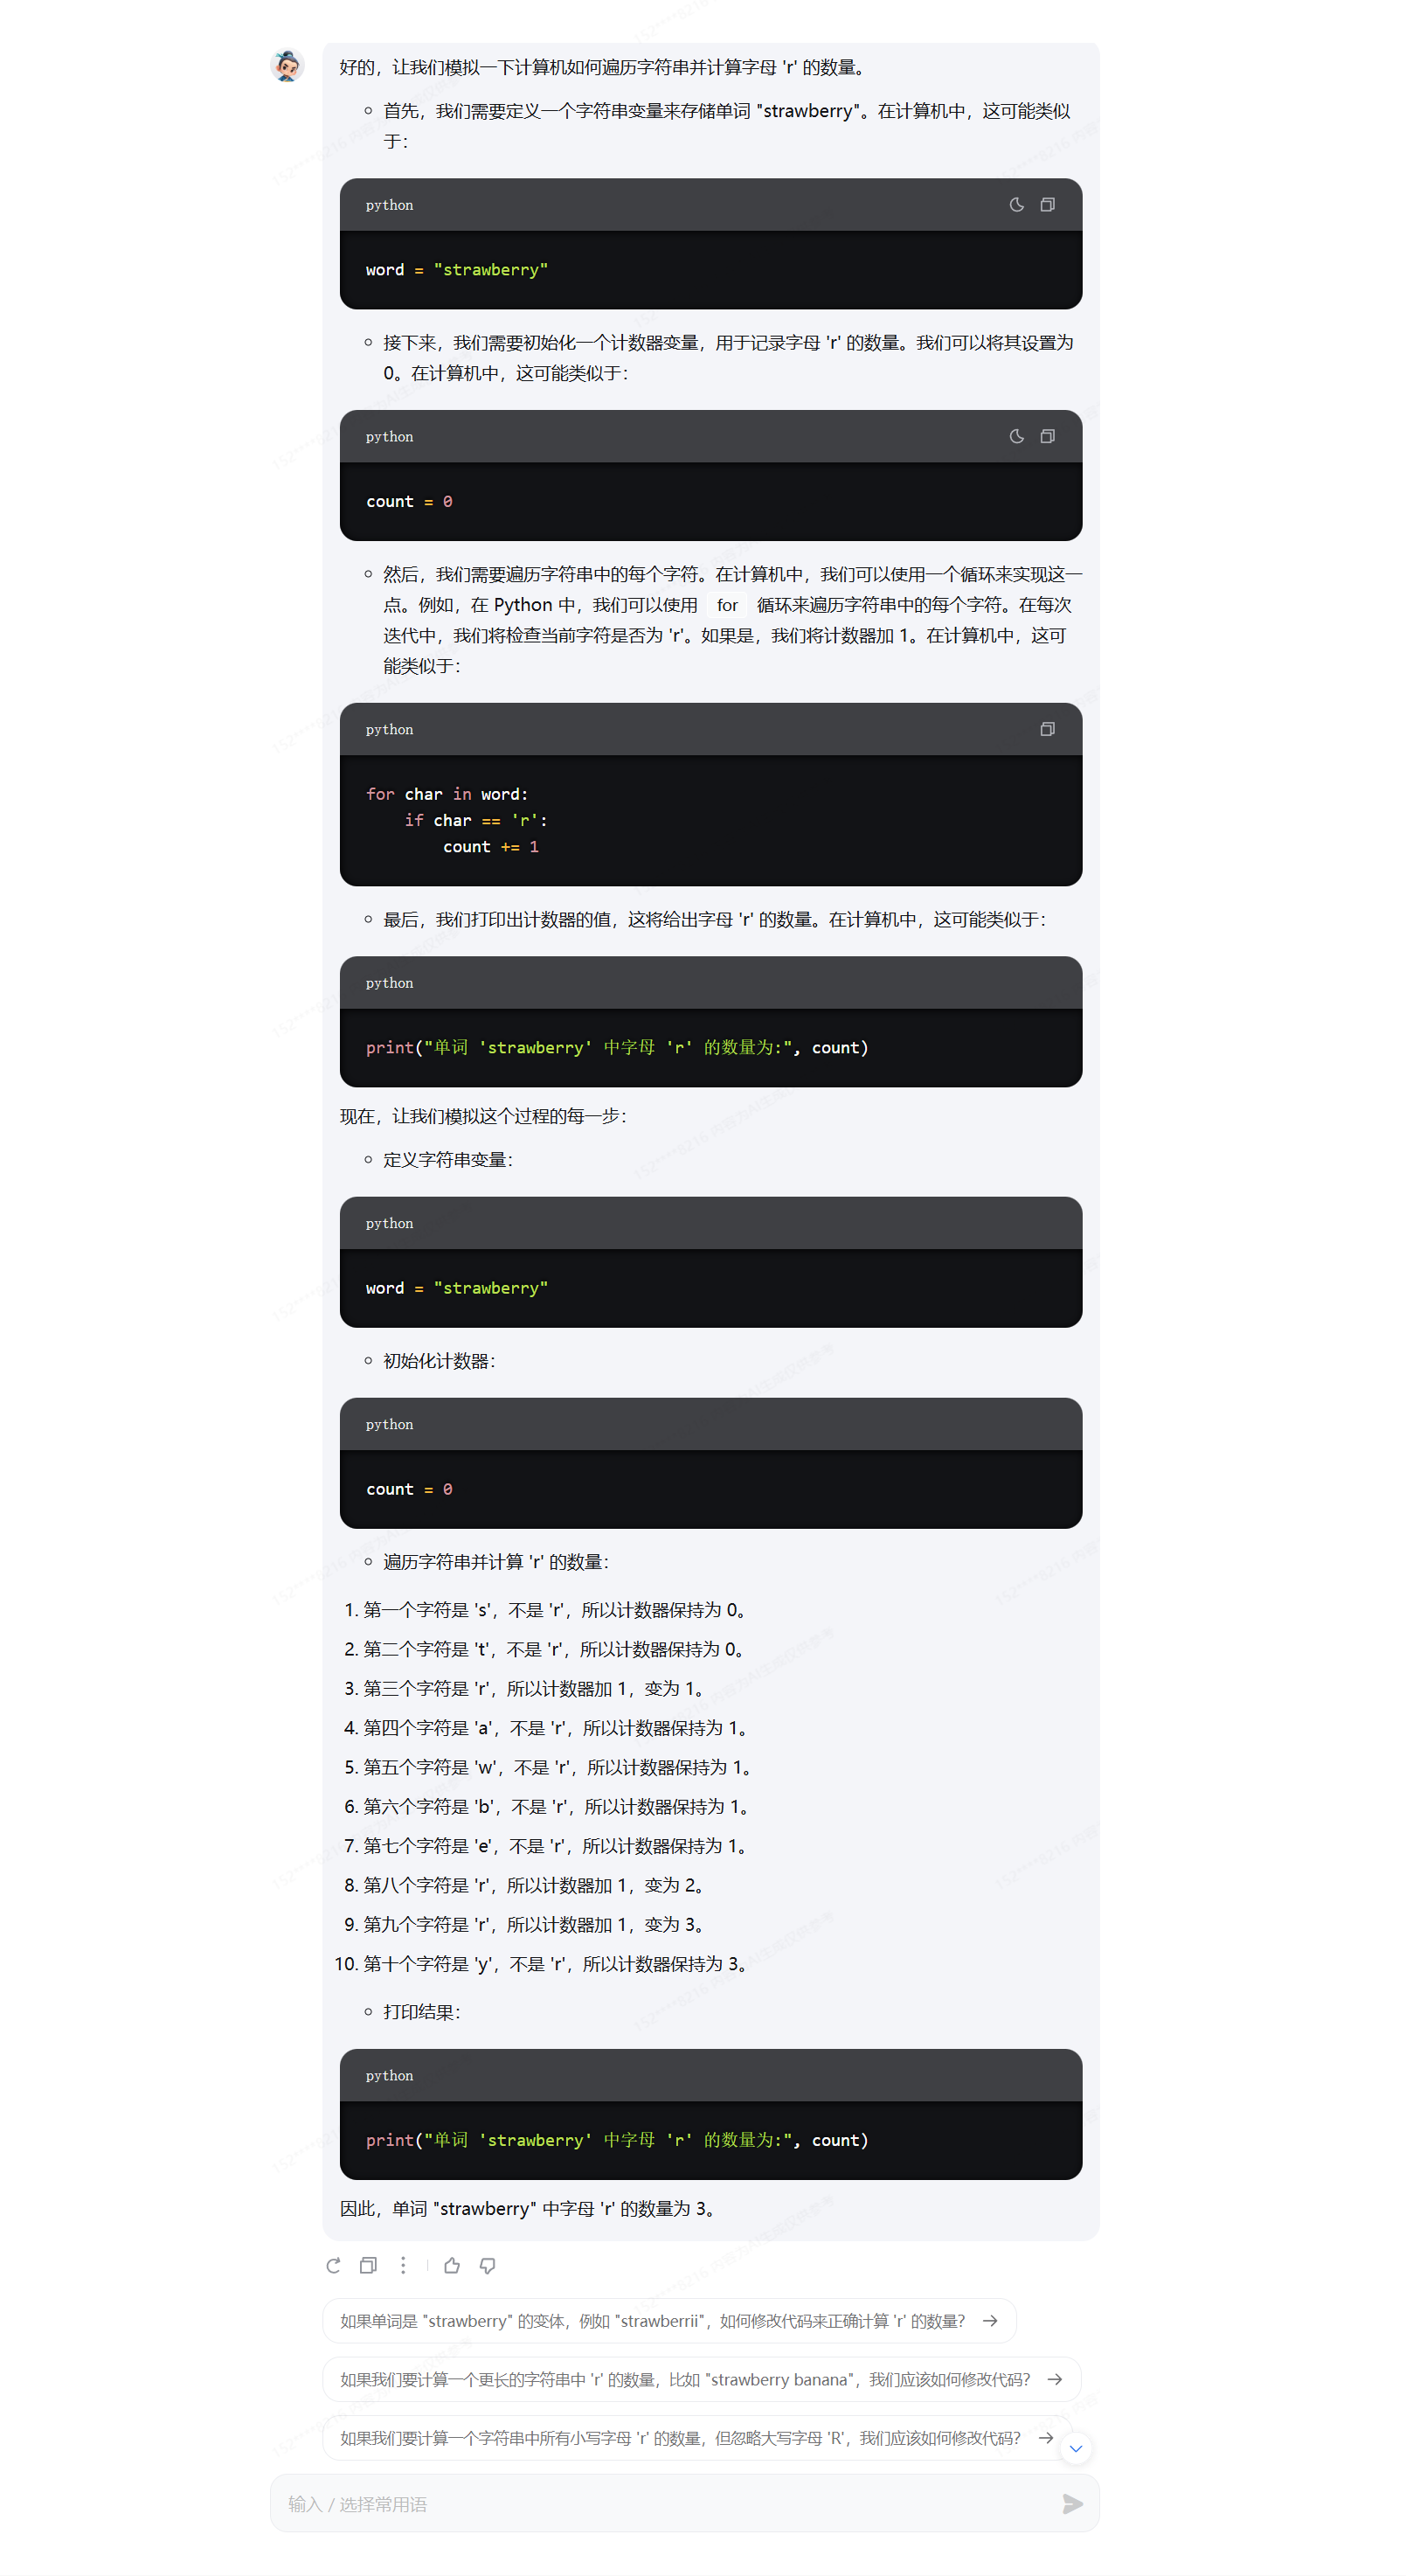 好的，让我们模拟一下计算机如何遍历字符串并计算字母 'r' 的数量。
首先，我们需要定义一个字符串变量来存储单词 "strawberry"。在计算机中，这可能类似
于：
python
word = "strawberry"
接下来，我们需要初始化一个计数器变量，用于记录字母 'r' 的数量。我们可以将其设置为
0。在计算机中，这可能类似于：
python
count = 0
然后，我们需要遍历字符串中的每个字符。在计算机中，我们可以使用一个循环来实现这一
点。例如，在 Python 中，我们可以使用 for 循环来遍历字符串中的每个字符。在每次
迭代中，我们将检查当前字符是否为 'r'。如果是，我们将计数器加 1。在计算机中，这可
能类似于：
python
for char in word:
    if char == 'r':
        count += 1
最后，我们打印出计数器的值，这将给出字母 'r' 的数量。在计算机中，这可能类似于：
python
print("单词 'strawberry' 中字母 'r' 的数量为:", count)
现在，让我们模拟这个过程的每一步：
定义字符串变量：
python
word = "strawberry"
初始化计数器：
python
count = 0
遍历字符串并计算 'r' 的数量：
1. 第一个字符是 's'，不是 'r'，所以计数器保持为 0。
2. 第二个字符是 't'，不是 'r'，所以计数器保持为 0。
3. 第三个字符是 'r'，所以计数器加 1，变为 1。
4. 第四个字符是 'a'，不是 'r'，所以计数器保持为 1。
5. 第五个字符是 'w'，不是 'r'，所以计数器保持为 1。
6. 第六个字符是 'b'，不是 'r'，所以计数器保持为 1。
7. 第七个字符是 'e'，不是 'r'，所以计数器保持为 1。
8. 第八个字符是 'r'，所以计数器加 1，变为 2。
9. 第九个字符是 'r'，所以计数器加 1，变为 3。
10. 第十个字符是 'y'，不是 'r'，所以计数器保持为 3。
打印结果：
python
print("单词 'strawberry' 中字母 'r' 的数量为:", count)
因此，单词 "strawberry" 中字母 'r' 的数量为 3。
如果单词是 "strawberry" 的变体，例如 "strawberrii"，如何修改代码来正确计算 'r' 的数量？
如果我们要计算一个更长的字符串中 'r' 的数量，比如 "strawberry banana"，我们应该如何修改代码？
如果我们要计算一个字符串中所有小写字母 'r' 的数量，但忽略大写字母 'R'，我们应该如何修改代码？
输入 / 选择常用语